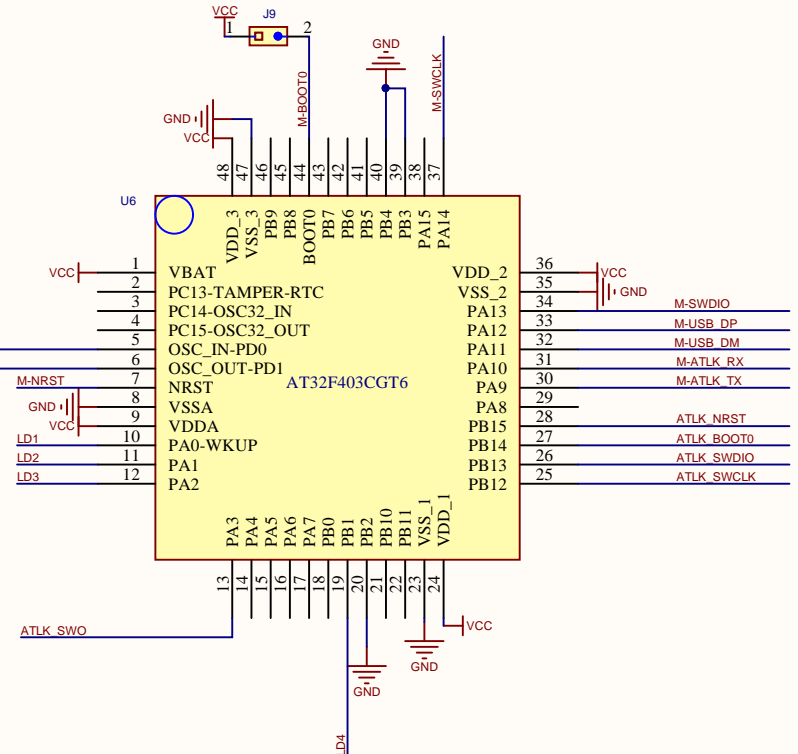 VCC
J9
1
2
M-BOOT0
GND
M-SWCLK
GND
VCC
48
47
46
45
44
43
42
41
40
39
38
37
U6
VDD_3
VSS_3
PB9
PB8
BOOT0
PB7
PB6
PB5
PB4
PB3
PA15
PA14
VCC
1
VBAT
2
PC13-TAMPER-RTC
3
PC14-OSC32_IN
4
PC15-OSC32_OUT
5
OSC_IN-PD0
6
OSC_OUT-PD1
M-NRST
7
NRST
GND
8
VSSA
VCC
9
VDDA
LD1
10
PA0-WKUP
LD2
11
PA1
LD3
12
PA2
AT32F403CGT6
VDD_2
36
VCC
VSS_2
35
GND
PA13
34
M-SWDIO
PA12
33
M-USB_DP
PA11
32
M-USB_DM
PA10
31
M-ATLK_RX
PA9
30
M-ATLK_TX
PA8
29
PB15
28
ATLK_NRST
PB14
27
ATLK_BOOT0
PB13
26
ATLK_SWDIO
PB12
25
ATLK_SWCLK
PA3
PA4
PA5
PA6
PA7
PB0
PB1
PB2
PB10
PB11
VSS_1
VDD_1
13
14
15
16
17
18
19
20
21
22
23
24
ATLK_SWO
VCC
GND
GND
LD4